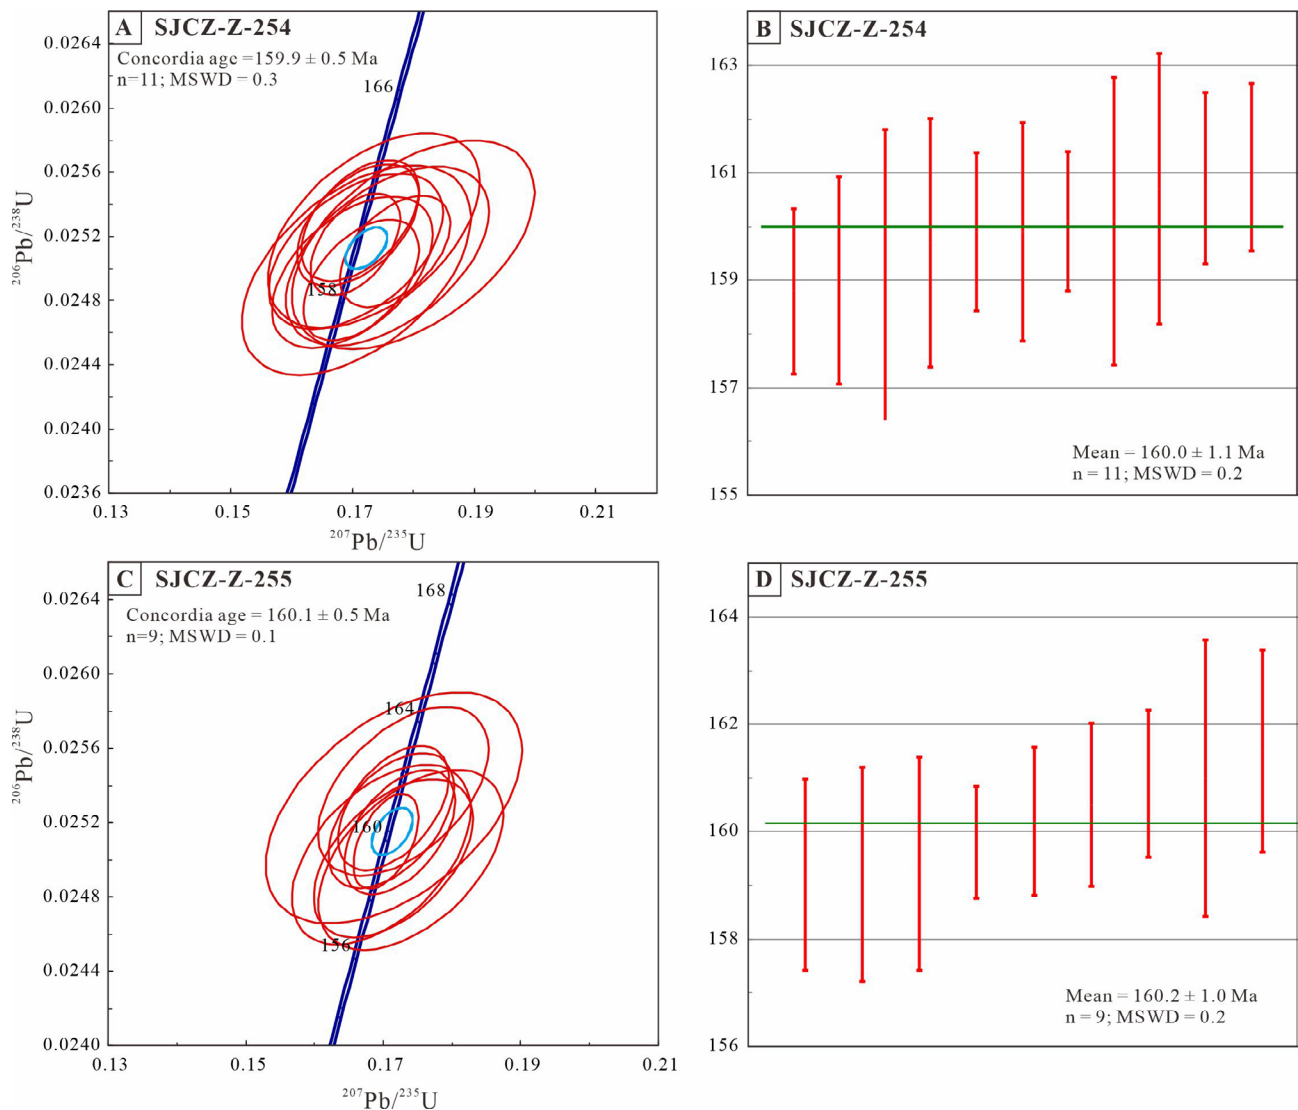 A SJCZ-Z-254
Concordia age =159.9 ± 0.5 Ma
n=11; MSWD = 0.3
166
158
0.0264
0.0260
0.0256
0.0252
0.0248
0.0244
0.0240
0.0236
0.13
0.15
0.17
0.19
0.21
²⁰⁶Pb/²³⁸U
²⁰⁷Pb/²³⁵U
B SJCZ-Z-254
163
161
159
157
155
Mean = 160.0 ± 1.1 Ma
n = 11; MSWD = 0.2
C SJCZ-Z-255
Concordia age = 160.1 ± 0.5 Ma
n=9; MSWD = 0.1
168
164
160
156
0.0264
0.0260
0.0256
0.0252
0.0248
0.0244
0.0240
0.13
0.15
0.17
0.19
0.21
²⁰⁶Pb/²³⁸U
²⁰⁷Pb/²³⁵U
D SJCZ-Z-255
164
162
160
158
156
Mean = 160.2 ± 1.0 Ma
n = 9; MSWD = 0.2